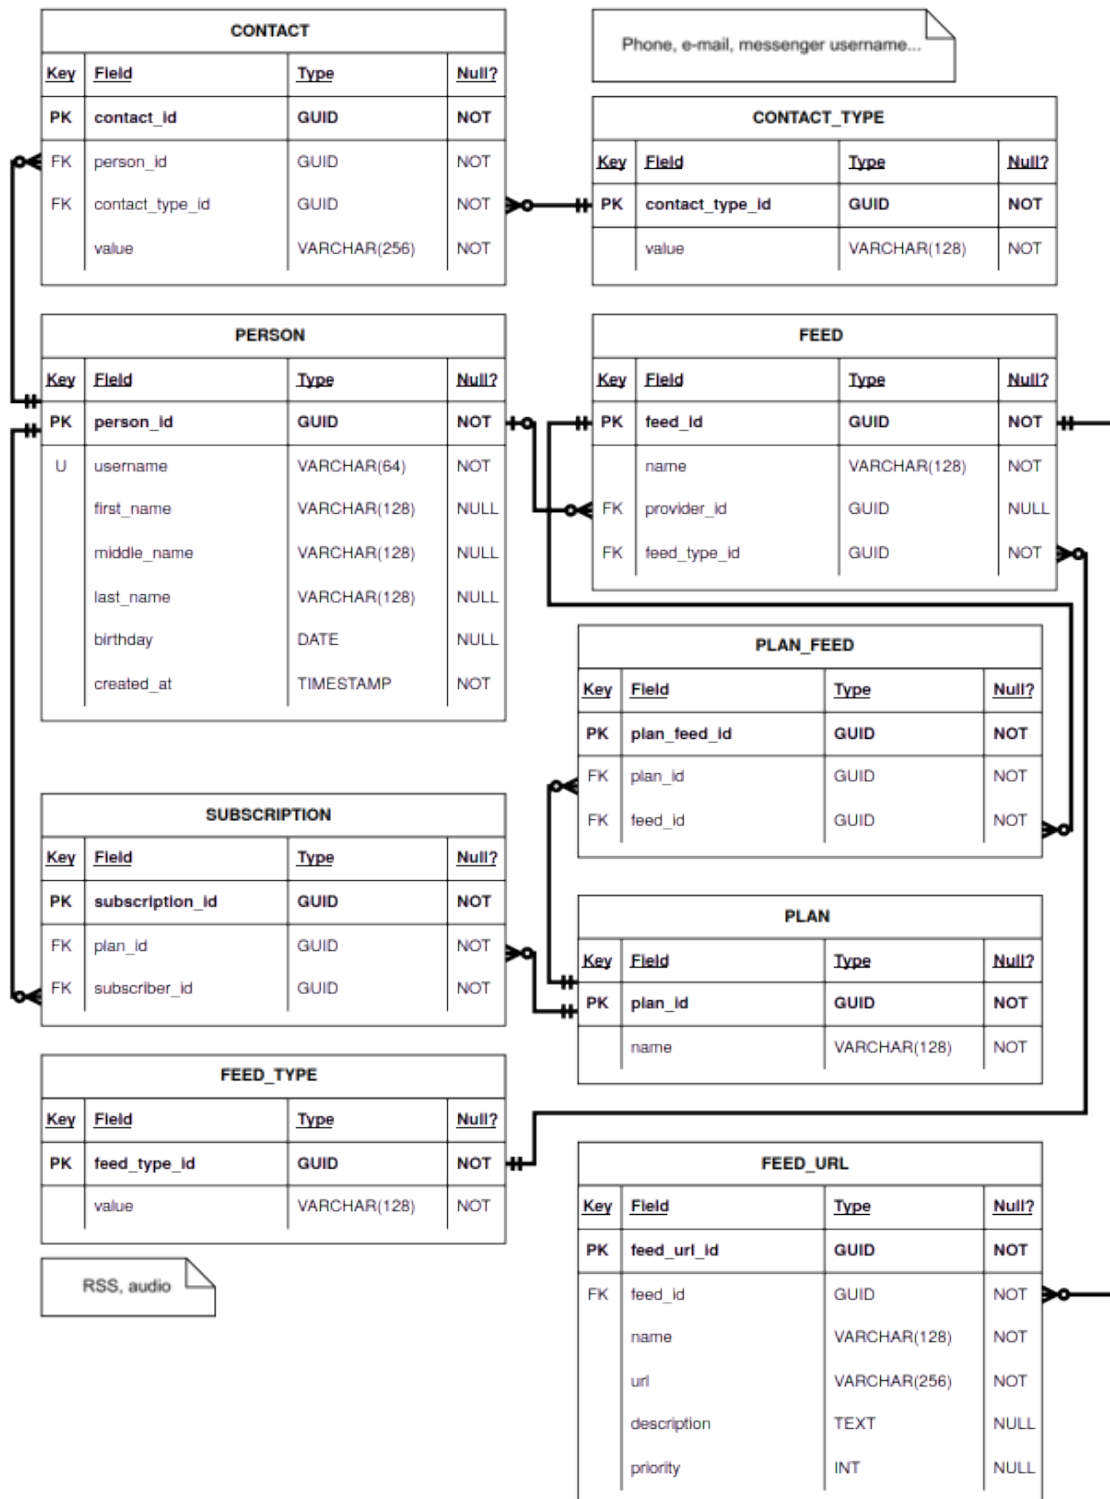 CONTACT
Key Field Type Null?
PK contact_id GUID NOT
FK person_id GUID NOT
FK contact_type_id GUID NOT
value VARCHAR(256) NOT
Phone, e-mail, messenger username...
CONTACT_TYPE
Key Field Type Null?
PK contact_type_id GUID NOT
value VARCHAR(128) NOT
PERSON
Key Field Type Null?
PK person_id GUID NOT
U username VARCHAR(64) NOT
first_name VARCHAR(128) NULL
middle_name VARCHAR(128) NULL
last_name VARCHAR(128) NULL
birthday DATE NULL
created_at TIMESTAMP NOT
FEED
Key Field Type Null?
PK feed_id GUID NOT
name VARCHAR(128) NOT
FK provider_id GUID NULL
FK feed_type_id GUID NOT
PLAN_FEED
Key Field Type Null?
PK plan_feed_id GUID NOT
FK plan_id GUID NOT
FK feed_id GUID NOT
SUBSCRIPTION
Key Field Type Null?
PK subscription_id GUID NOT
FK plan_id GUID NOT
FK subscriber_id GUID NOT
PLAN
Key Field Type Null?
PK plan_id GUID NOT
name VARCHAR(128) NOT
FEED_TYPE
Key Field Type Null?
PK feed_type_id GUID NOT
value VARCHAR(128) NOT
RSS, audio
FEED_URL
Key Field Type Null?
PK feed_url_id GUID NOT
FK feed_id GUID NOT
name VARCHAR(128) NOT
url VARCHAR(256) NOT
description TEXT NULL
priority INT NULL